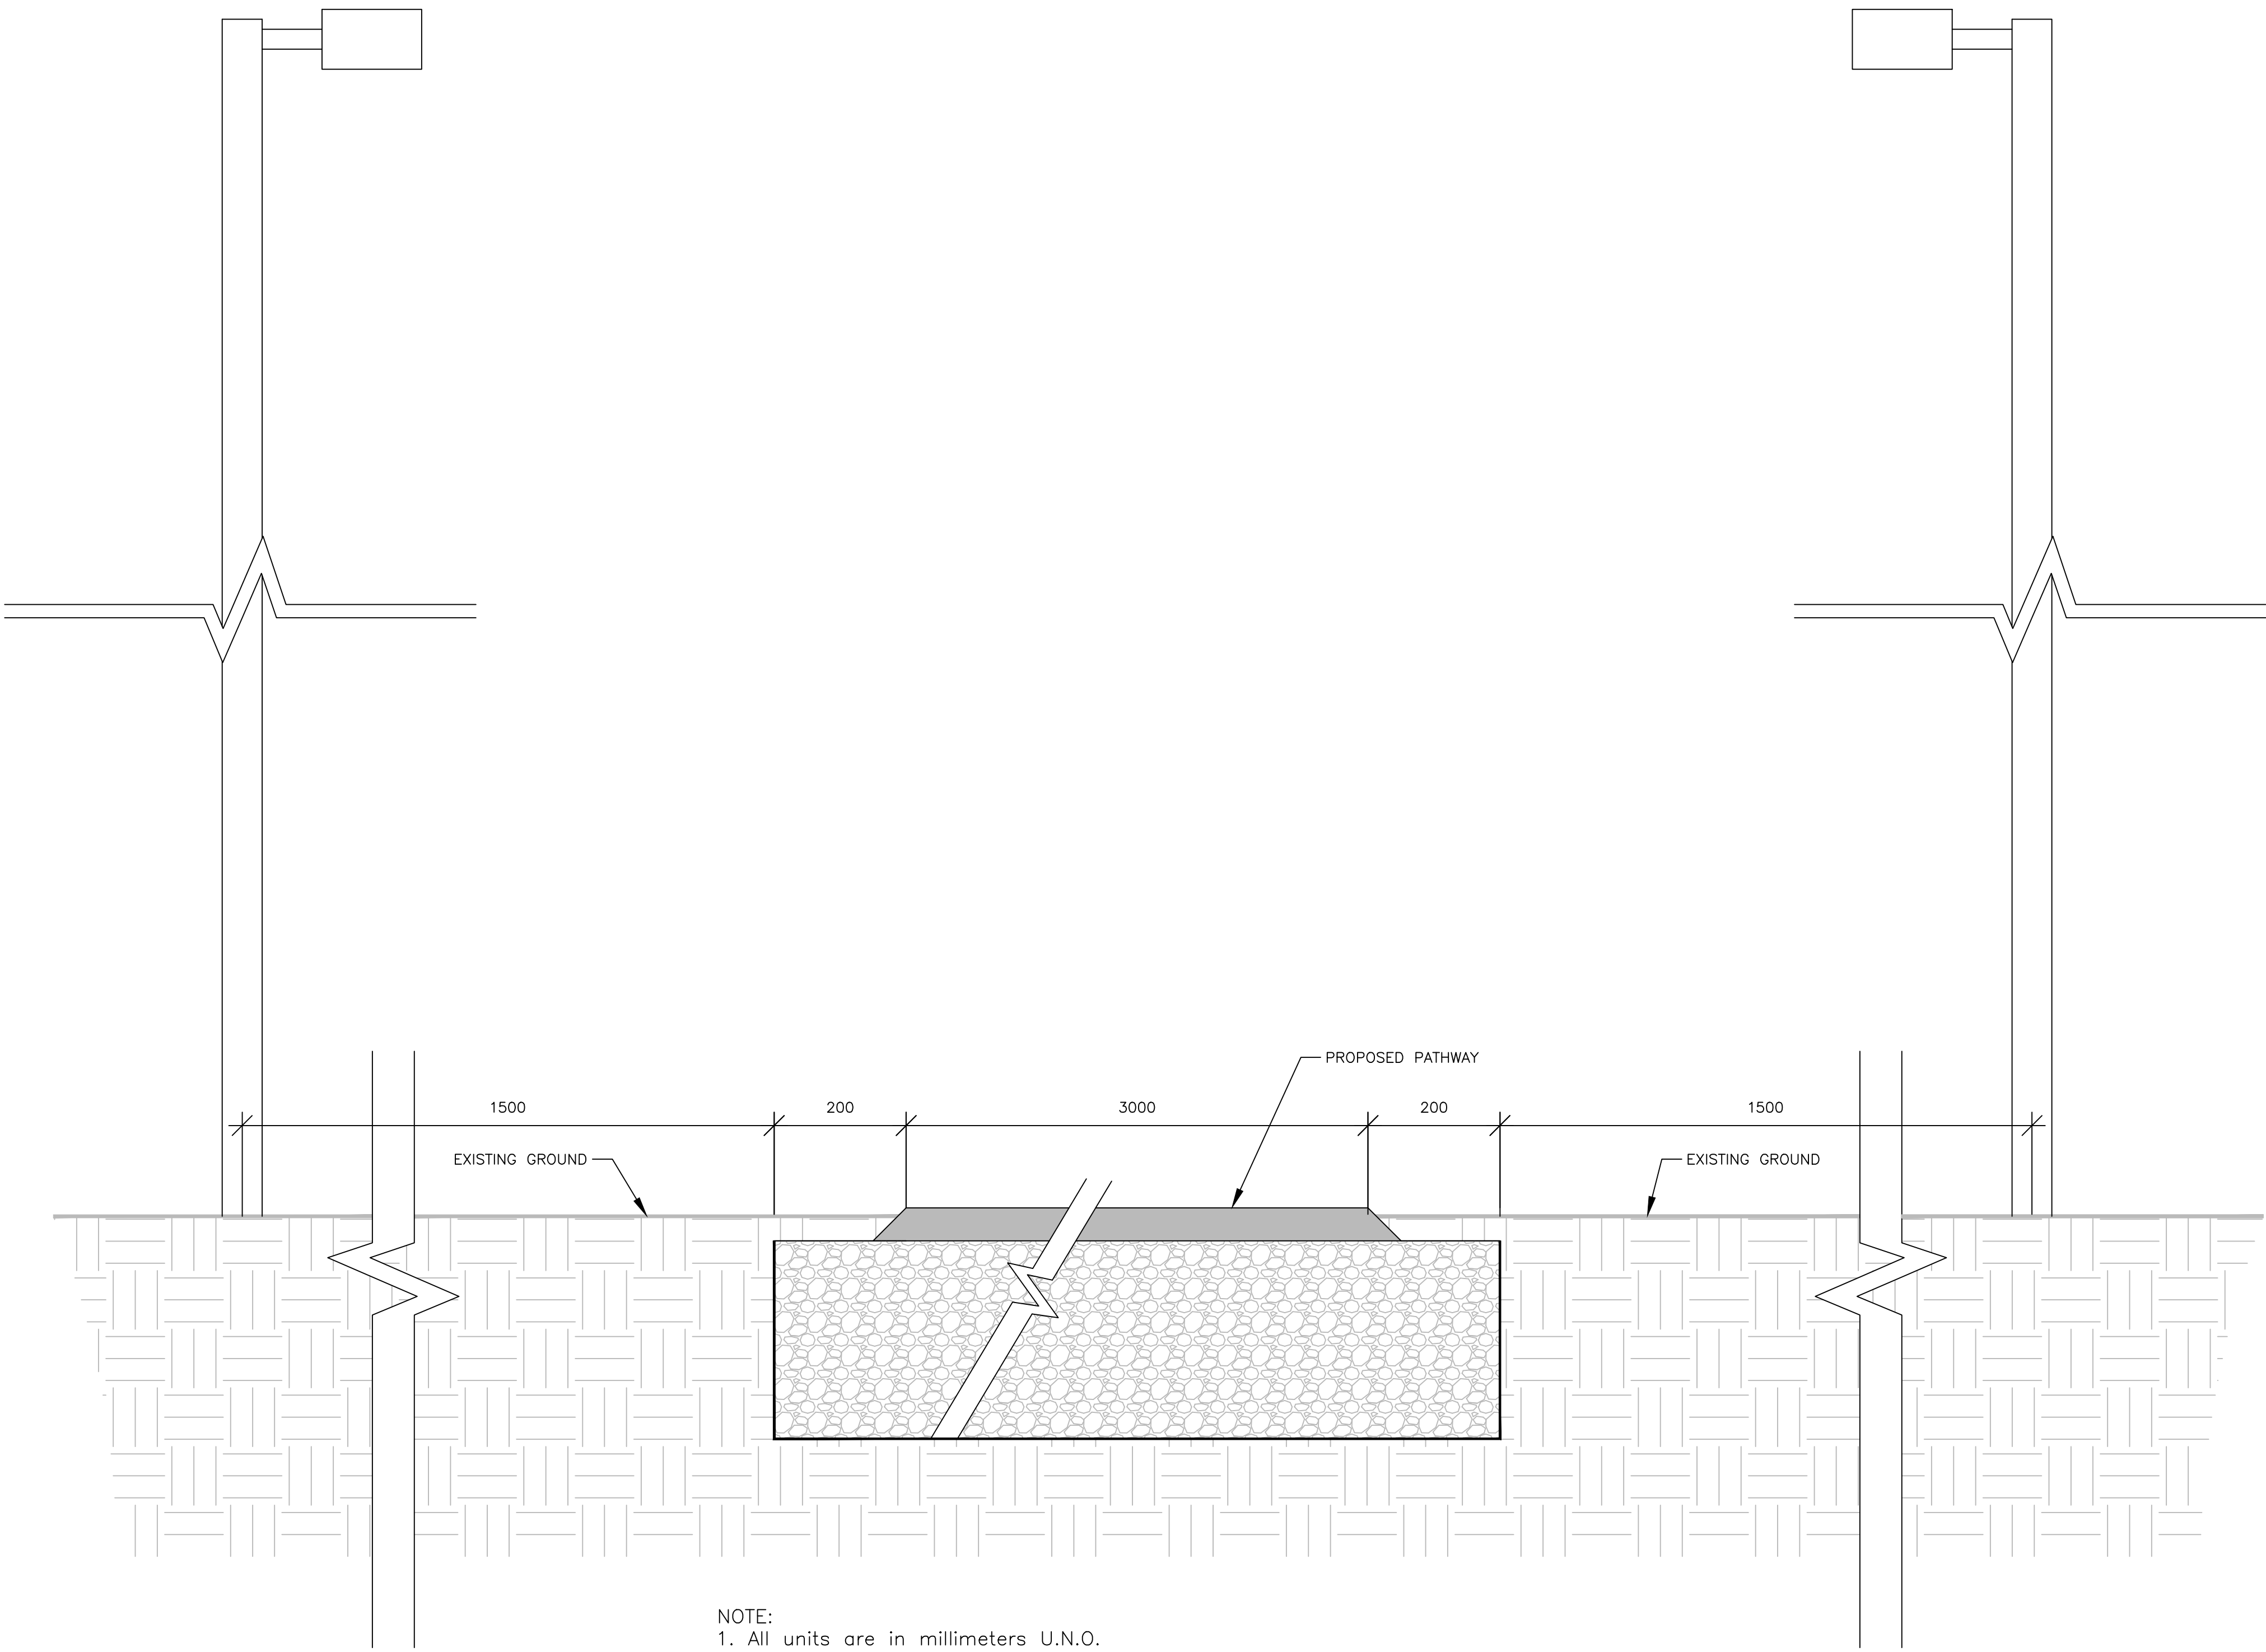 PROPOSED PATHWAY
1500
200
3000
200
1500
EXISTING GROUND
EXISTING GROUND
NOTE:
1. All units are in millimeters U.N.O.